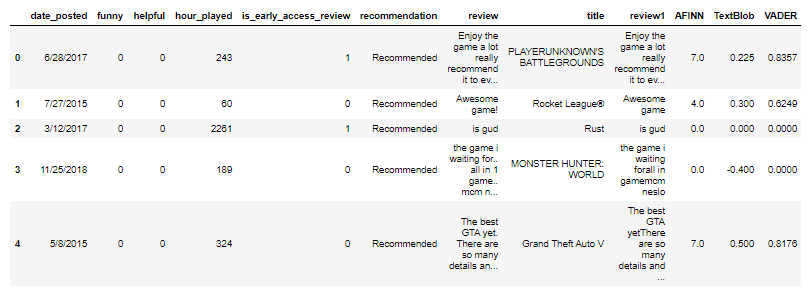 date_posted funny helpful hour_played is_early_access_review recommendation review title review1 AFINN TextBlob VADER
0 6/28/2017 0 0 243 1 Recommended Enjoy the game a lot really recommend it to ev... PLAYERUNKNOWN'S BATTLEGROUNDS Enjoy the game a lot really recommend it to ev... 7.0 0.225 0.8357
1 7/27/2015 0 0 60 0 Recommended Awesome game! Rocket League® Awesome game 4.0 0.300 0.6249
2 3/12/2017 0 0 2261 1 Recommended is gud Rust is gud 0.0 0.000 0.0000
3 11/25/2018 0 0 189 0 Recommended the game i waiting for.. all in 1 game.. mcm n... MONSTER HUNTER: WORLD the game i waiting forall in gamemcm neslo 0.0 -0.400 0.0000
4 5/8/2015 0 0 324 0 Recommended The best GTA yet. There are so many details an... Grand Theft Auto V The best GTA yetThere are so many details and ... 7.0 0.500 0.8176